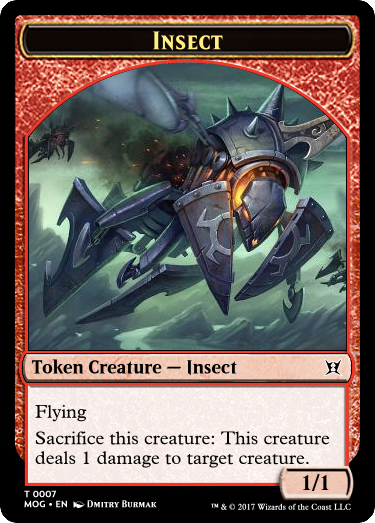 Insect
Token Creature — Insect
Flying
Sacrifice this creature: This creature
deals 1 damage to target creature.
1/1
T 0007
MOG • EN Dmitry Burmak
™ & © 2017 Wizards of the Coast LLC